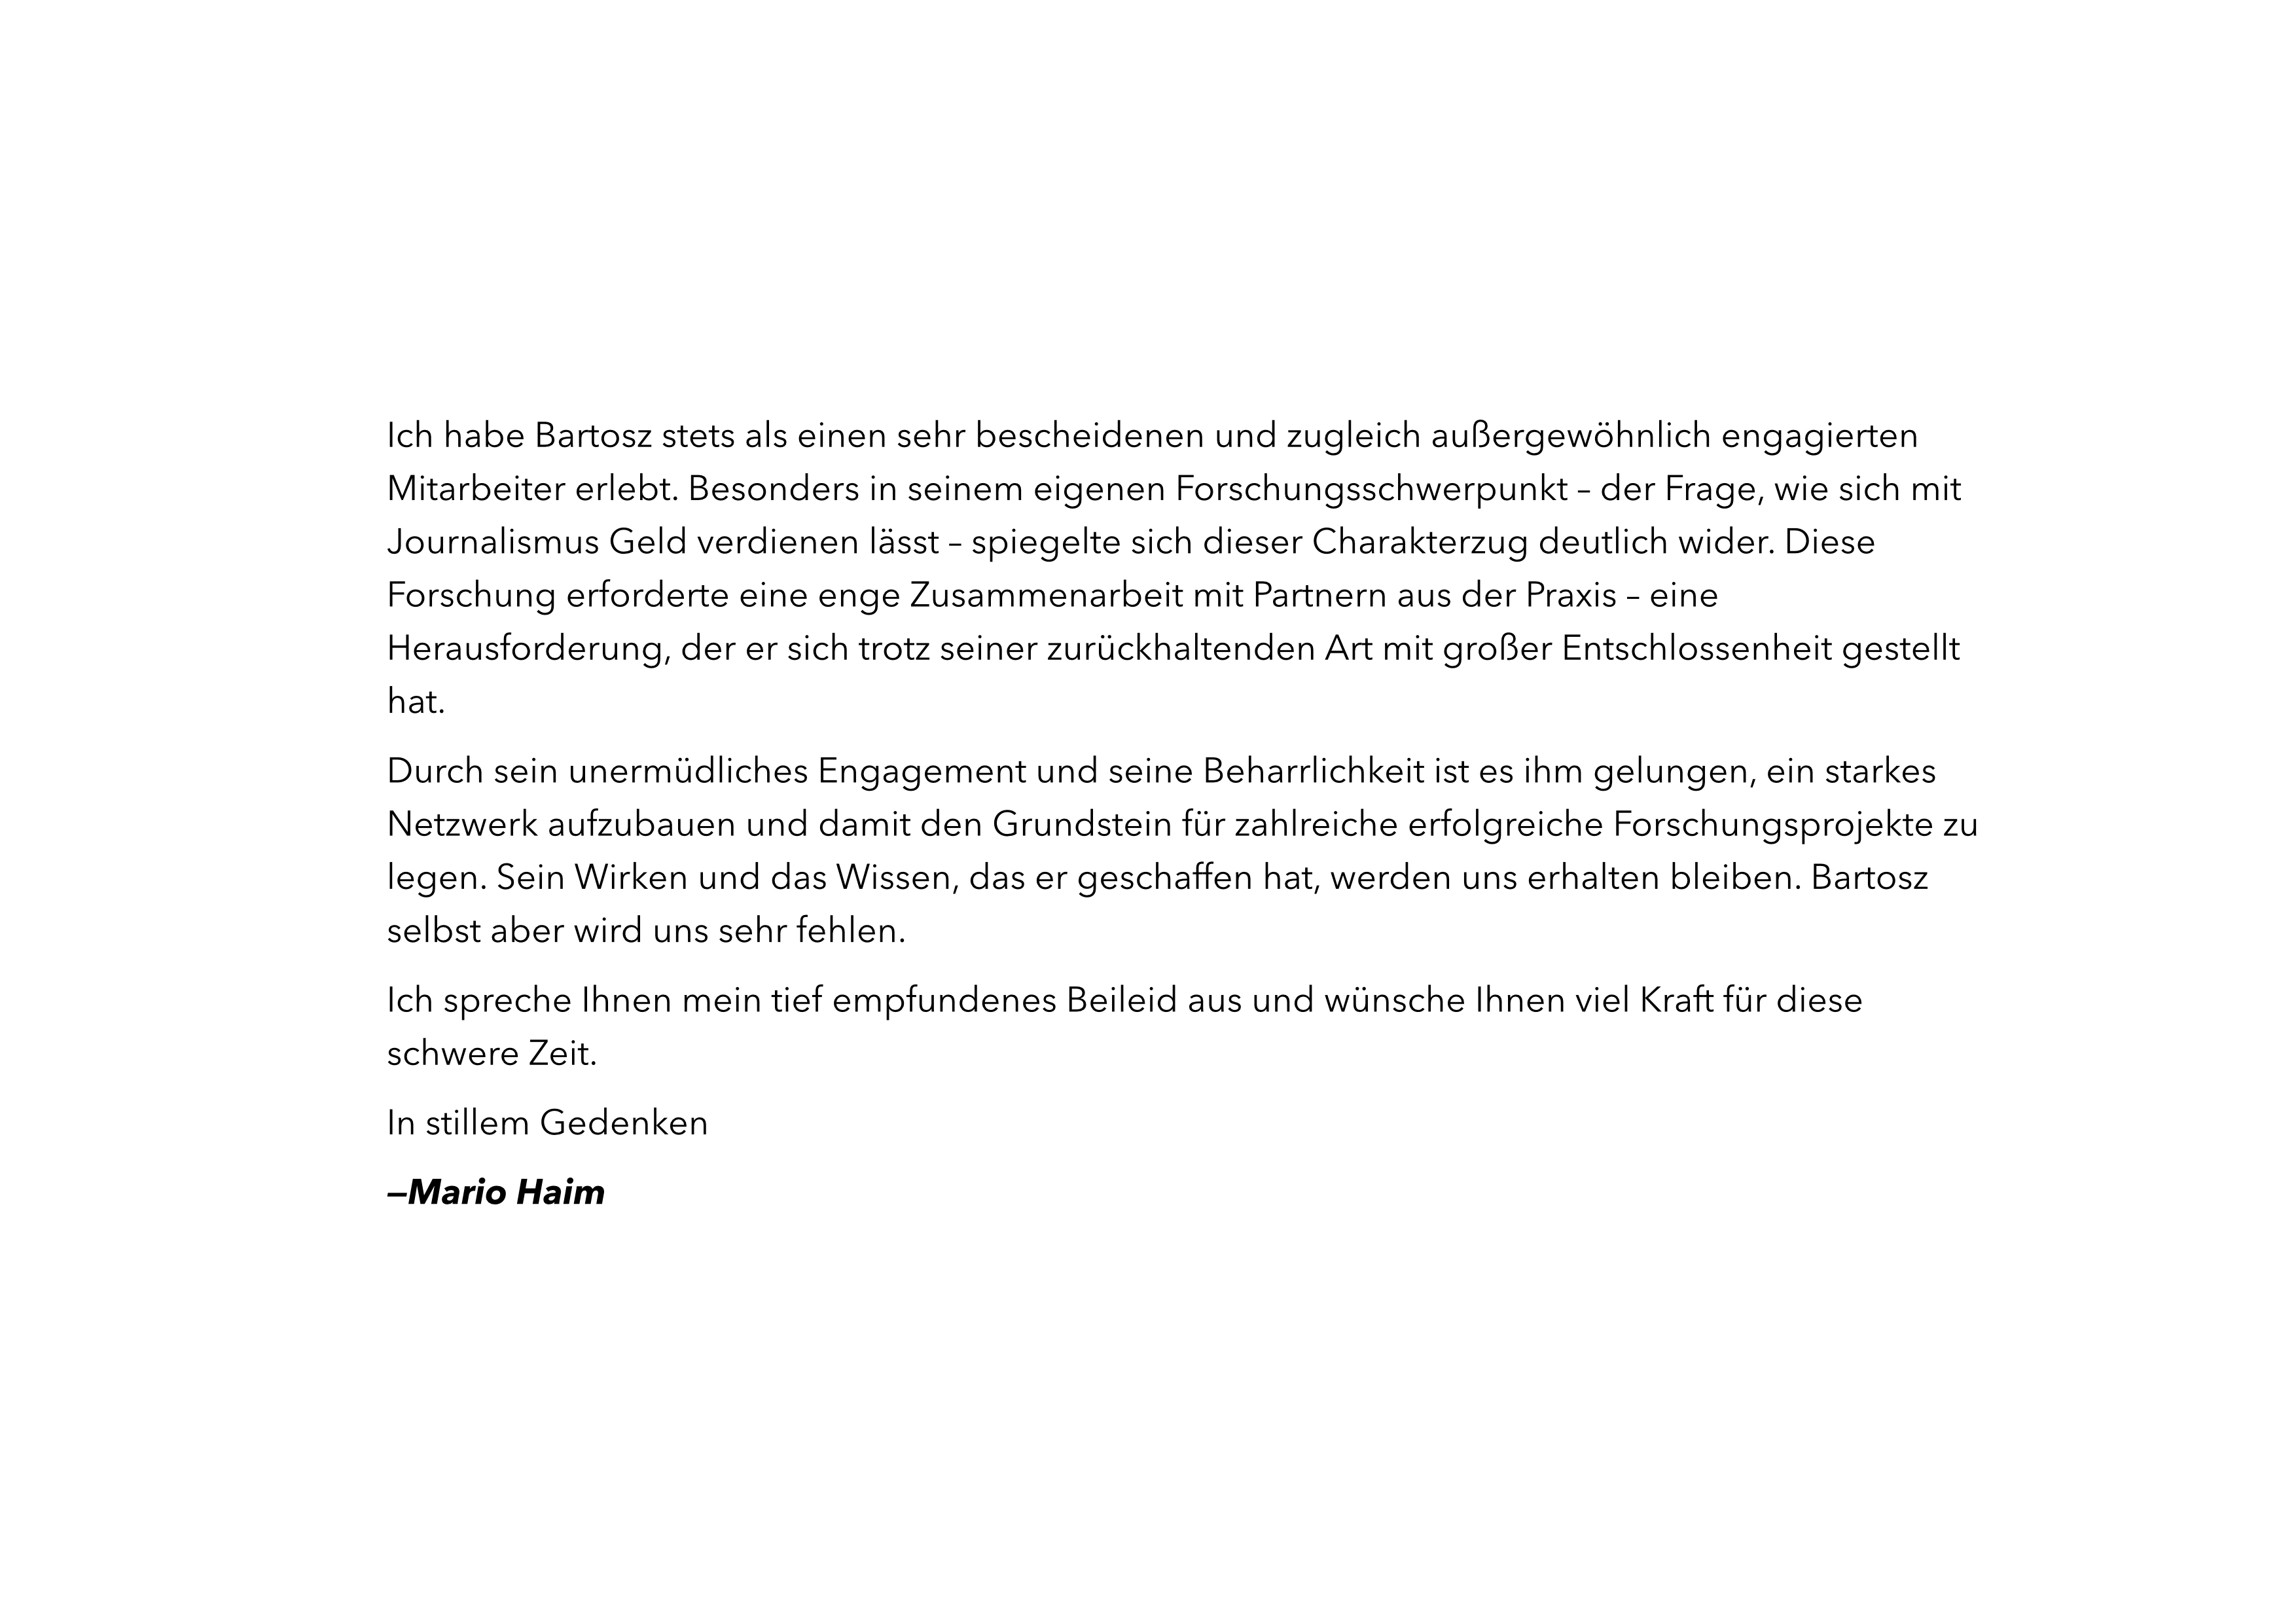 Ich habe Bartosz stets als einen sehr bescheidenen und zugleich außergewöhnlich engagierten
Mitarbeiter erlebt. Besonders in seinem eigenen Forschungsschwerpunkt – der Frage, wie sich mit
Journalismus Geld verdienen lässt – spiegelte sich dieser Charakterzug deutlich wider. Diese
Forschung erforderte eine enge Zusammenarbeit mit Partnern aus der Praxis – eine
Herausforderung, der er sich trotz seiner zurückhaltenden Art mit großer Entschlossenheit gestellt
hat.
Durch sein unermüdliches Engagement und seine Beharrlichkeit ist es ihm gelungen, ein starkes
Netzwerk aufzubauen und damit den Grundstein für zahlreiche erfolgreiche Forschungsprojekte zu
legen. Sein Wirken und das Wissen, das er geschaffen hat, werden uns erhalten bleiben. Bartosz
selbst aber wird uns sehr fehlen.
Ich spreche Ihnen mein tief empfundenes Beileid aus und wünsche Ihnen viel Kraft für diese
schwere Zeit.
In stillem Gedenken
—Mario Haim